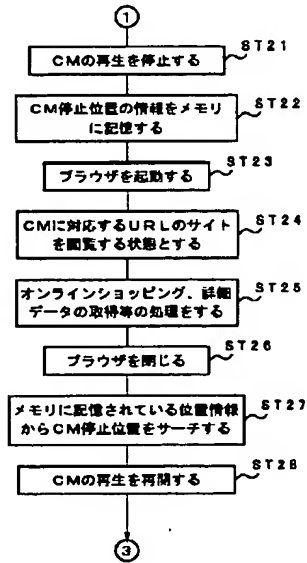 ①
ST21
CMの再生を停止する
ST22
CM停止位置の情報をメモリ
に記憶する
ST23
ブラウザを起動する
ST24
CMに対応するURLのサイト
を閲覧する状態とする
ST25
オンラインショッピング、詳細
データの取得等の処理をする
ST26
ブラウザを閉じる
ST27
メモリに記憶されている位置情報
からCM停止位置をサーチする
ST28
CMの再生を再開する
③